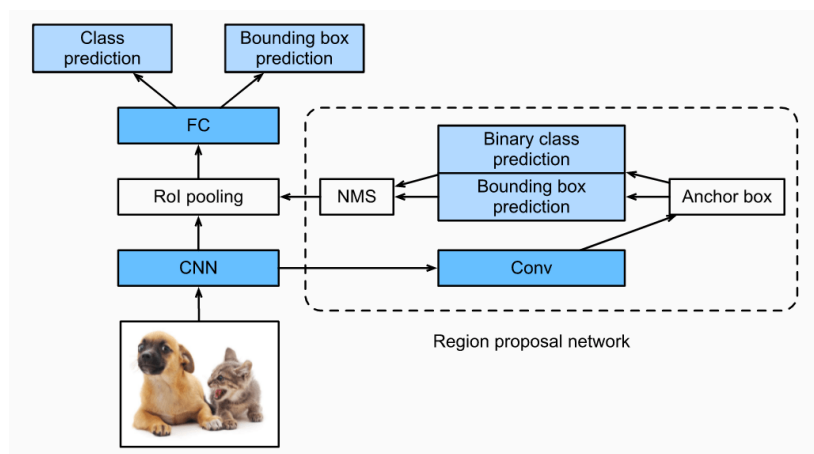 Class
prediction
Bounding box
prediction
FC
Binary class
prediction
RoI pooling
NMS
Bounding box
prediction
Anchor box
CNN
Conv
Region proposal network